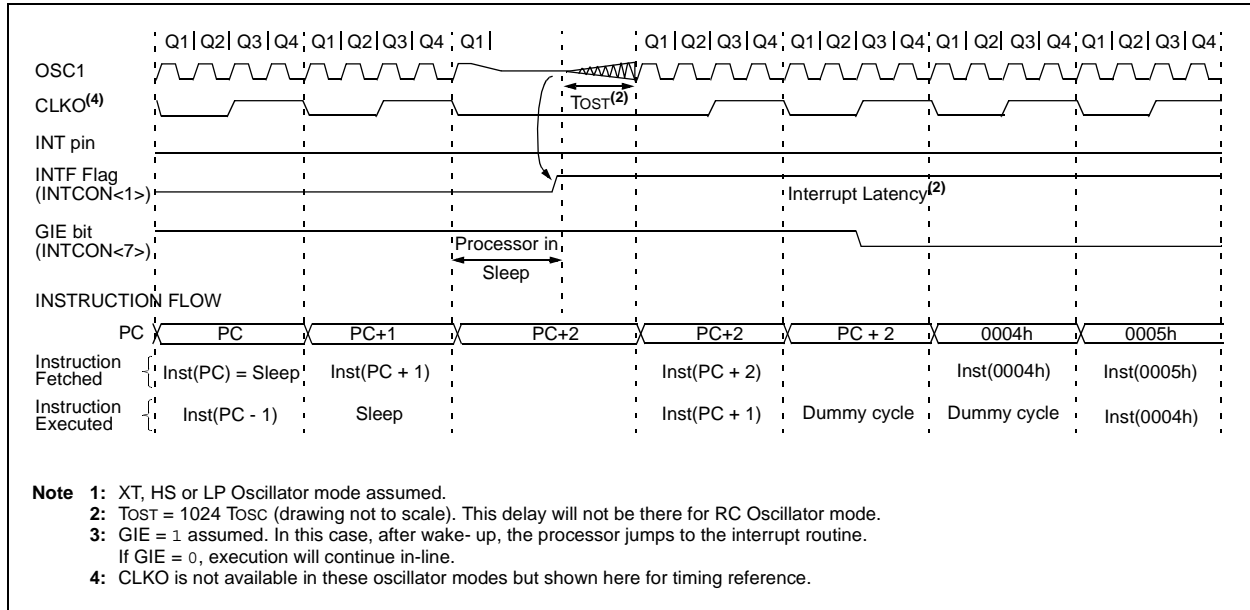 Q1 Q2 Q3 Q4 Q1 Q2 Q3 Q4 Q1 Q1 Q2 Q3 Q4 Q1 Q2 Q3 Q4 Q1 Q2 Q3 Q4 Q1 Q2 Q3 Q4
OSC1
TOST(2)
CLKO(4)
INT pin
INTF Flag
(INTCON<1>)
Interrupt Latency(2)
GIE bit
(INTCON<7>)
Processor in
Sleep
INSTRUCTION FLOW
PC PC PC+1 PC+2 PC+2 PC + 2 0004h 0005h
Instruction
Fetched
Inst(PC) = Sleep Inst(PC + 1) Inst(PC + 2) Inst(0004h) Inst(0005h)
Instruction
Executed
Inst(PC - 1) Sleep Inst(PC + 1) Dummy cycle Dummy cycle Inst(0004h)
Note 1: XT, HS or LP Oscillator mode assumed.
2: TOST = 1024 TOSC (drawing not to scale). This delay will not be there for RC Oscillator mode.
3: GIE = 1 assumed. In this case, after wake- up, the processor jumps to the interrupt routine.
If GIE = 0, execution will continue in-line.
4: CLKO is not available in these oscillator modes but shown here for timing reference.